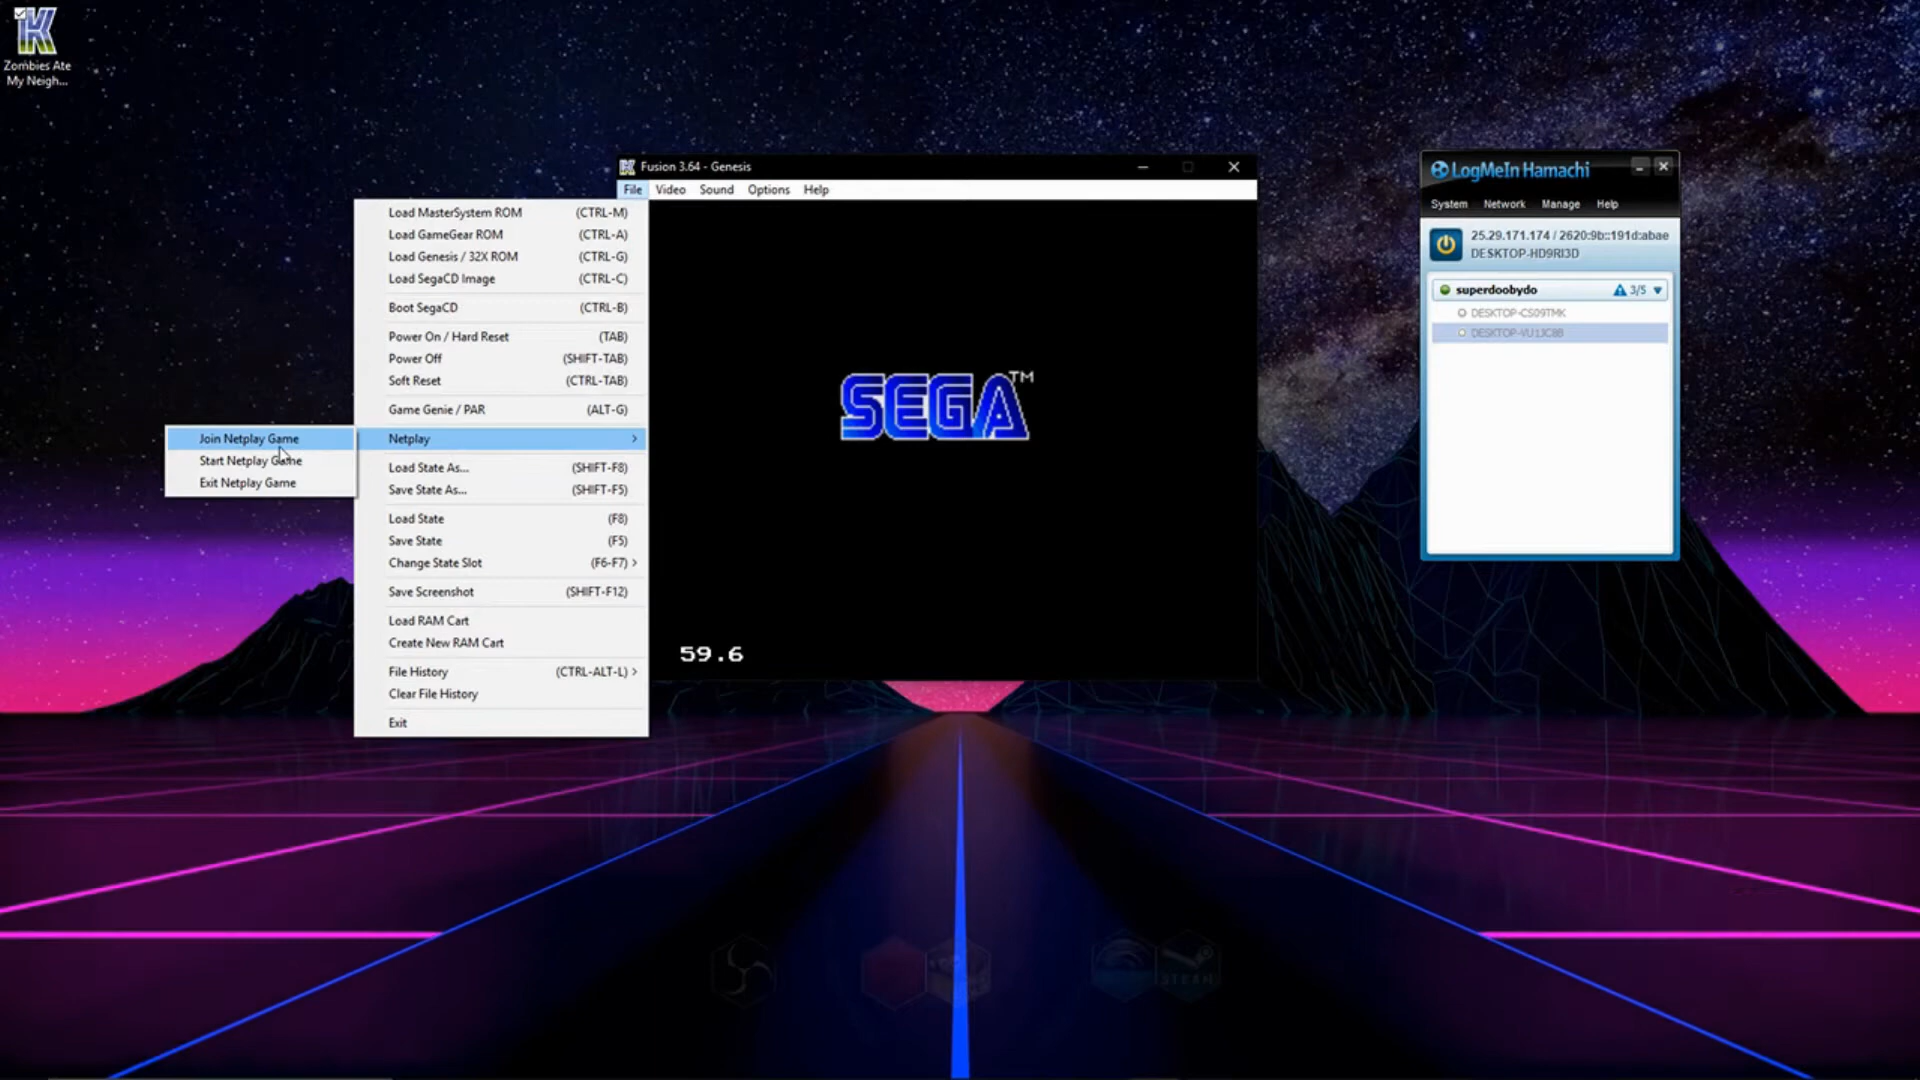 Zombies Ate
My Neigh...
Fusion 3.64 - Genesis
File Video Sound Options Help
Load MasterSystem ROM (CTRL-M)
Load GameGear ROM (CTRL-A)
Load Genesis / 32X ROM (CTRL-G)
Load SegaCD Image (CTRL-C)
Boot SegaCD (CTRL-B)
Power On / Hard Reset (TAB)
Power Off (SHIFT-TAB)
Soft Reset (CTRL-TAB)
Game Genie / PAR (ALT-G)
Netplay
Join Netplay Game
Start Netplay Game
Exit Netplay Game
Load State As... (SHIFT-F8)
Save State As... (SHIFT-F5)
Load State (F8)
Save State (F5)
Change State Slot (F6-F7)
Save Screenshot (SHIFT-F12)
Load RAM Cart
Create New RAM Cart
File History (CTRL-ALT-L)
Clear File History
Exit
SEGA™
59.6
LogMeIn Hamachi
System Network Manage Help
25.29.171.174 / 2620:9b::191d:abae
DESKTOP-HD9RI3D
superdoobydo 3/5
DESKTOP-CS09TMK
STEAM